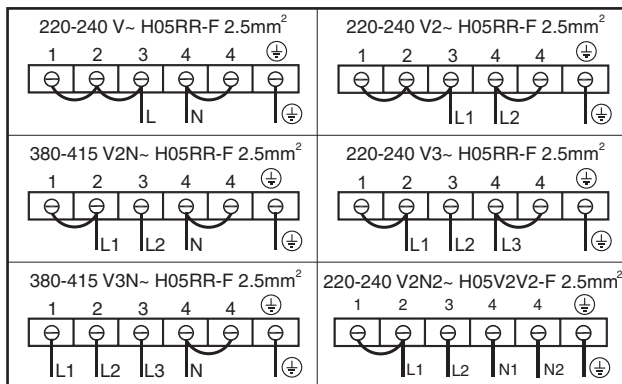 220-240 V~ H05RR-F 2.5mm²
1 2 3 4 4
L N
220-240 V2~ H05RR-F 2.5mm²
1 2 3 4 4
L1 L2
380-415 V2N~ H05RR-F 2.5mm²
1 2 3 4 4
L1 L2 N
220-240 V3~ H05RR-F 2.5mm²
1 2 3 4 4
L1 L2 L3
380-415 V3N~ H05RR-F 2.5mm²
1 2 3 4 4
L1 L2 L3 N
220-240 V2N2~ H05V2V2-F 2.5mm²
1 2 3 4 4
L1 L2 N1 N2